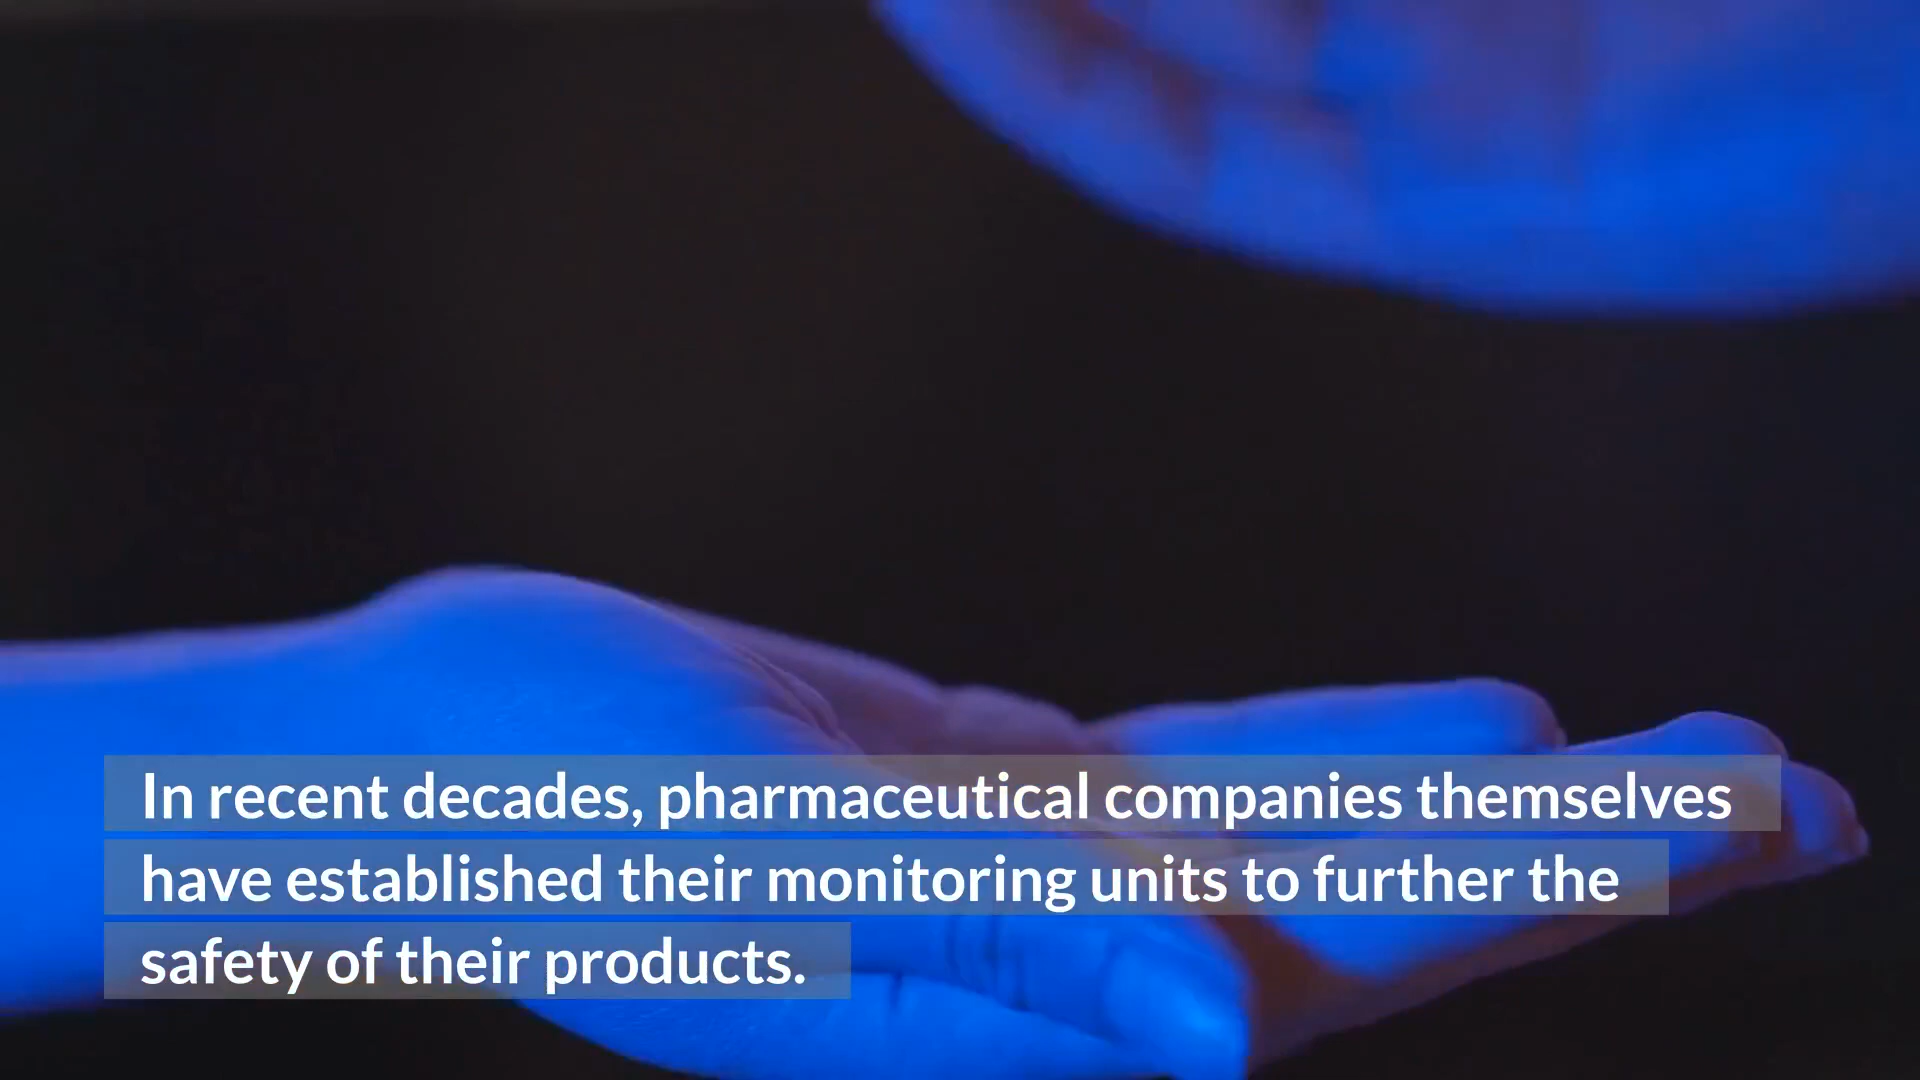 In recent decades, pharmaceutical companies themselves
have established their monitoring units to further the
safety of their products.